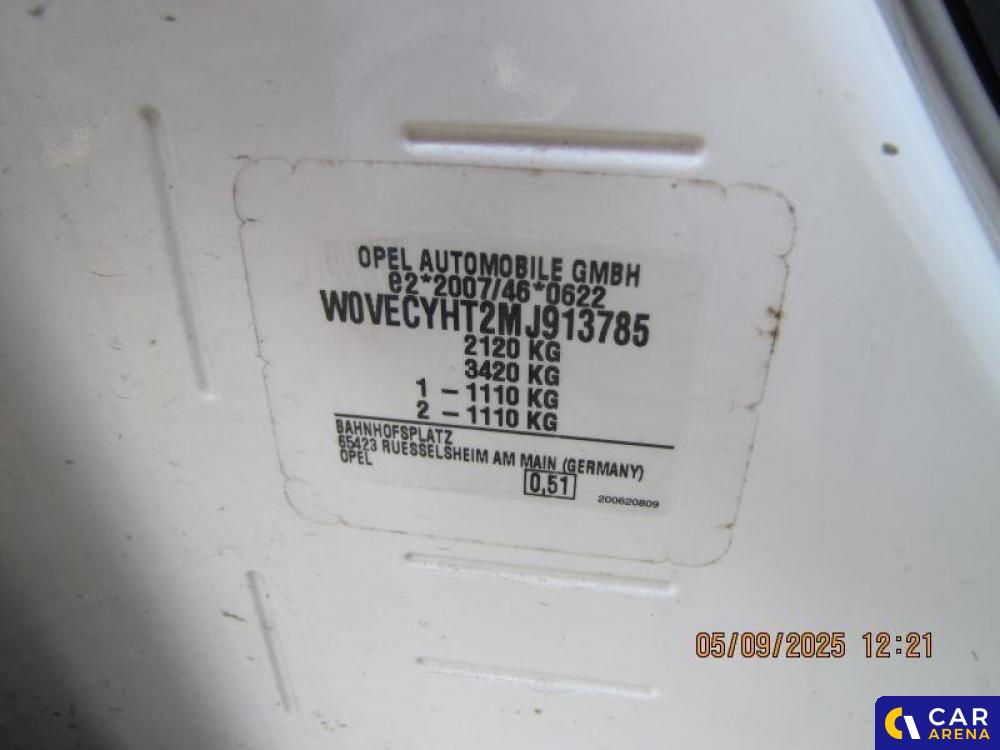 OPEL AUTOMOBILE GMBH
e2*2007/46*0622
W0VECYHT2MJ913785
2120 KG
3420 KG
1 - 1110 KG
2 - 1110 KG
BAHNHOFSPLATZ
65423 RUESSELSHEIM AM MAIN (GERMANY)
OPEL
0,51
200620809
05/09/2025 12:21
CAR
ARENA